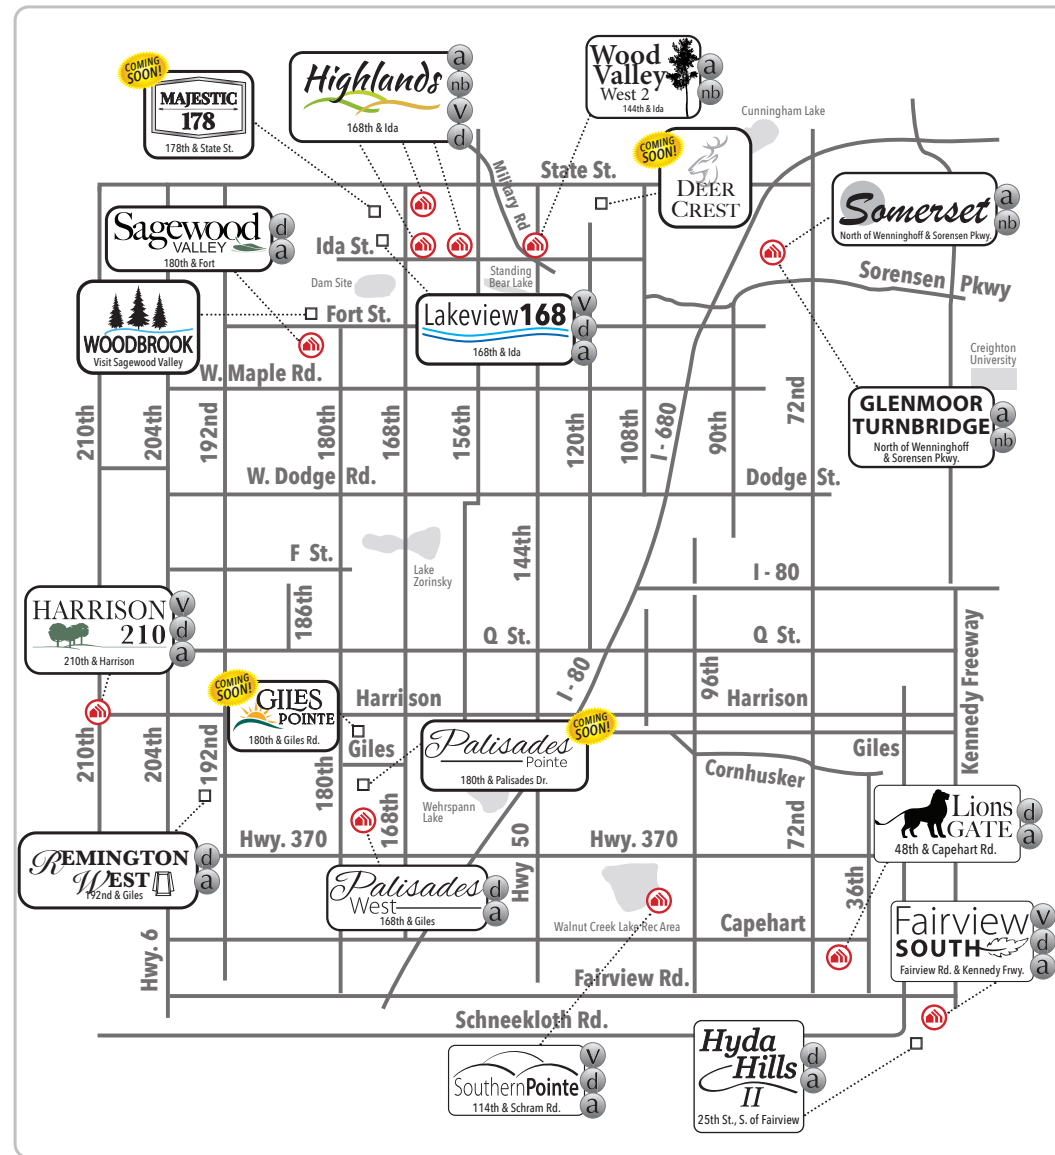 COMING
SOON!
MAJESTIC
178
178th & State St.
Highlands
168th & Ida
a
nb
v
d
Wood
Valley
West 2
144th & Ida
a
nb
Cunningham Lake
COMING
SOON!
DEER
CREST
State St.
Military Rd
Somerset
North of Wenninghoff & Sorensen Pkwy.
a
nb
Sagewood
VALLEY
180th & Fort
d
a
Ida St.
Dam Site
Standing
Bear Lake
Sorensen Pkwy
WOODBROOK
Visit Sagewood Valley
Fort St.
Lakeview168
168th & Ida
v
d
a
Creighton
University
W. Maple Rd.
GLENMOOR
TURNBRIDGE
North of Wenninghoff
& Sorensen Pkwy.
a
nb
210th
204th
192nd
180th
168th
156th
120th
108th
I - 680
90th
72nd
W. Dodge Rd.
Dodge St.
F St.
Lake
Zorinsky
144th
I - 80
HARRISON
210
210th & Harrison
v
d
a
186th
Q St.
Q St.
96th
Kennedy Freeway
I - 80
COMING
SOON!
GILES
POINTE
180th & Giles Rd.
Harrison
Harrison
210th
204th
192nd
180th
Giles
168th
COMING
SOON!
Palisades
Pointe
180th & Palisades Dr.
Giles
Cornhusker
Wehrspann
Lake
72nd
Lions
GATE
48th & Capehart Rd.
d
a
Hwy. 370
Hwy 50
Hwy. 370
REMINGTON
WEST
192nd & Giles
d
a
Palisades
West
168th & Giles
d
a
36th
Walnut Creek Lake Rec Area
Capehart
Fairview
SOUTH
Fairview Rd. & Kennedy Frwy.
v
d
a
Hwy. 6
Fairview Rd.
Schneekloth Rd.
SouthernPointe
114th & Schram Rd.
v
d
a
Hyda
Hills
II
25th St., S. of Fairview
d
a